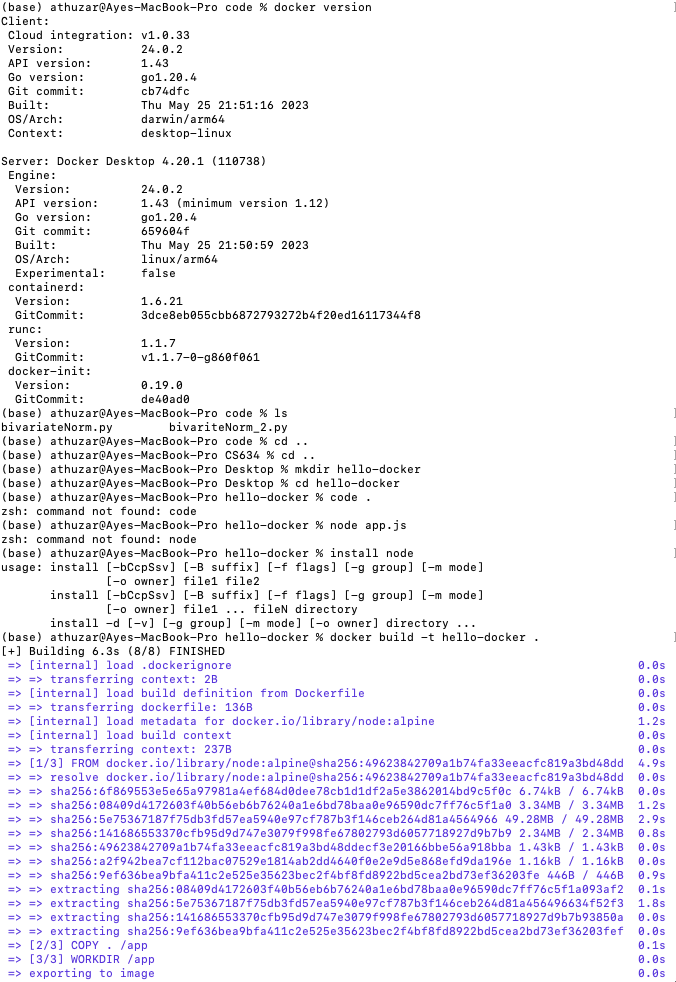 (base) athuzar@Ayes-MacBook-Pro code % docker version
Client:
 Cloud integration: v1.0.33
 Version:           24.0.2
 API version:       1.43
 Go version:        go1.20.4
 Git commit:        cb74dfc
 Built:             Thu May 25 21:51:16 2023
 OS/Arch:           darwin/arm64
 Context:           desktop-linux

Server: Docker Desktop 4.20.1 (110738)
 Engine:
  Version:          24.0.2
  API version:      1.43 (minimum version 1.12)
  Go version:       go1.20.4
  Git commit:       659604f
  Built:            Thu May 25 21:50:59 2023
  OS/Arch:          linux/arm64
  Experimental:     false
 containerd:
  Version:          1.6.21
  GitCommit:        3dce8eb055cbb6872793272b4f20ed16117344f8
 runc:
  Version:          1.1.7
  GitCommit:        v1.1.7-0-g860f061
 docker-init:
  Version:          0.19.0
  GitCommit:        de40ad0
(base) athuzar@Ayes-MacBook-Pro code % ls
bivariateNorm.py        bivariteNorm_2.py
(base) athuzar@Ayes-MacBook-Pro code % cd ..
(base) athuzar@Ayes-MacBook-Pro CS634 % cd ..
(base) athuzar@Ayes-MacBook-Pro Desktop % mkdir hello-docker
(base) athuzar@Ayes-MacBook-Pro Desktop % cd hello-docker
(base) athuzar@Ayes-MacBook-Pro hello-docker % code .
zsh: command not found: code
(base) athuzar@Ayes-MacBook-Pro hello-docker % node app.js
zsh: command not found: node
(base) athuzar@Ayes-MacBook-Pro hello-docker % install node
usage: install [-bCcpSsv] [-B suffix] [-f flags] [-g group] [-m mode]
               [-o owner] file1 file2
       install [-bCcpSsv] [-B suffix] [-f flags] [-g group] [-m mode]
               [-o owner] file1 ... fileN directory
       install -d [-v] [-g group] [-m mode] [-o owner] directory ...
(base) athuzar@Ayes-MacBook-Pro hello-docker % docker build -t hello-docker .
[+] Building 6.3s (8/8) FINISHED
 => [internal] load .dockerignore 0.0s
 => => transferring context: 2B 0.0s
 => [internal] load build definition from Dockerfile 0.0s
 => => transferring dockerfile: 136B 0.0s
 => [internal] load metadata for docker.io/library/node:alpine 1.2s
 => [internal] load build context 0.0s
 => => transferring context: 237B 0.0s
 => [1/3] FROM docker.io/library/node:alpine@sha256:49623842709a1b74fa33eeacfc819a3bd48dd 4.9s
 => => resolve docker.io/library/node:alpine@sha256:49623842709a1b74fa33eeacfc819a3bd48dd 0.0s
 => => sha256:6f869553e5e65a97981a4ef684d0dee78cb1d1df2a5e3862014bd9c5f0c 6.74kB / 6.74kB 0.0s
 => => sha256:08409d4172603f40b56eb6b76240a1e6bd78baa0e96590dc7ff76c5f1a0 3.34MB / 3.34MB 1.2s
 => => sha256:5e75367187f75db3fd57ea5940e97cf787b3f146ceb264d81a4564966 49.28MB / 49.28MB 2.9s
 => => sha256:141686553370cfb95d9d747e3079f998fe67802793d6057718927d9b7b9 2.34MB / 2.34MB 0.8s
 => => sha256:49623842709a1b74fa33eeacfc819a3bd48ddecf3e20166bbe56a918bba 1.43kB / 1.43kB 0.0s
 => => sha256:a2f942bea7cf112bac07529e1814ab2dd4640f0e2e9d5e868efd9da196e 1.16kB / 1.16kB 0.0s
 => => sha256:9ef636bea9bfa411c2e525e35623bec2f4bf8fd8922bd5cea2bd73ef36203fe 446B / 446B 0.9s
 => => extracting sha256:08409d4172603f40b56eb6b76240a1e6bd78baa0e96590dc7ff76c5f1a093af2 0.1s
 => => extracting sha256:5e75367187f75db3fd57ea5940e97cf787b3f146ceb264d81a456496634f52f3 1.8s
 => => extracting sha256:141686553370cfb95d9d747e3079f998fe67802793d6057718927d9b7b93850a 0.0s
 => => extracting sha256:9ef636bea9bfa411c2e525e35623bec2f4bf8fd8922bd5cea2bd73ef36203fef 0.0s
 => [2/3] COPY . /app 0.1s
 => [3/3] WORKDIR /app 0.0s
 => exporting to image 0.0s